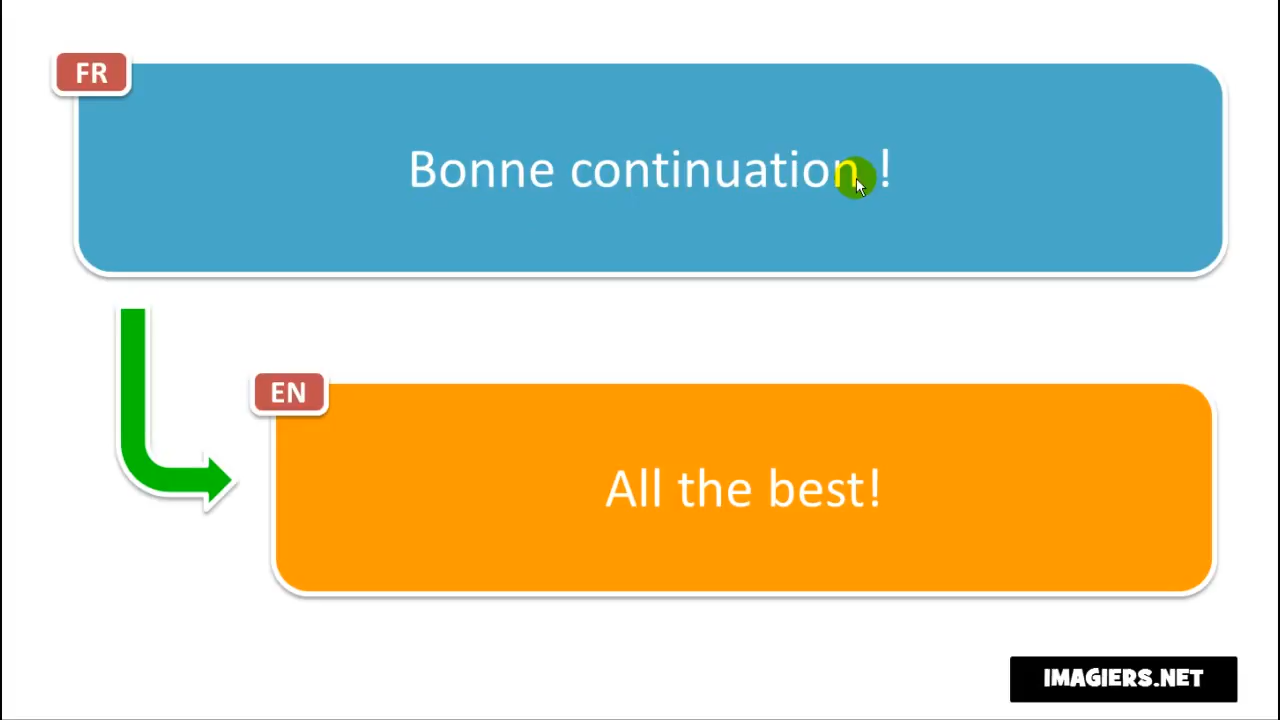 FR
Bonne continuation !
EN
All the best!
IMAGIERS.NET